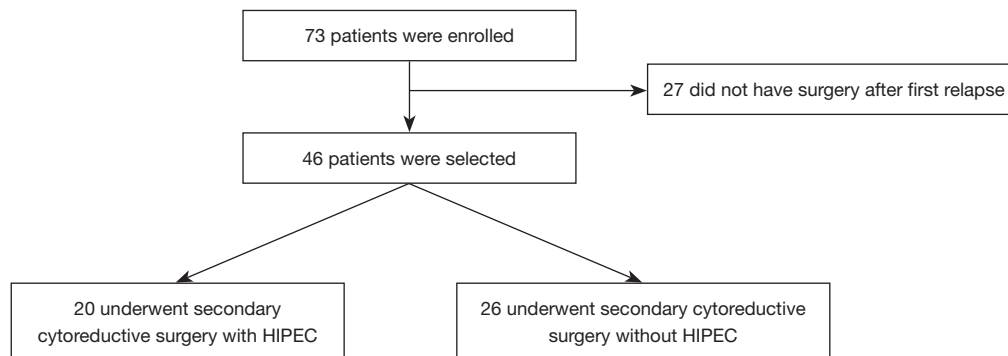 73 patients were enrolled
27 did not have surgery after first relapse
46 patients were selected
20 underwent secondary
cytoreductive surgery with HIPEC
26 underwent secondary cytoreductive
surgery without HIPEC